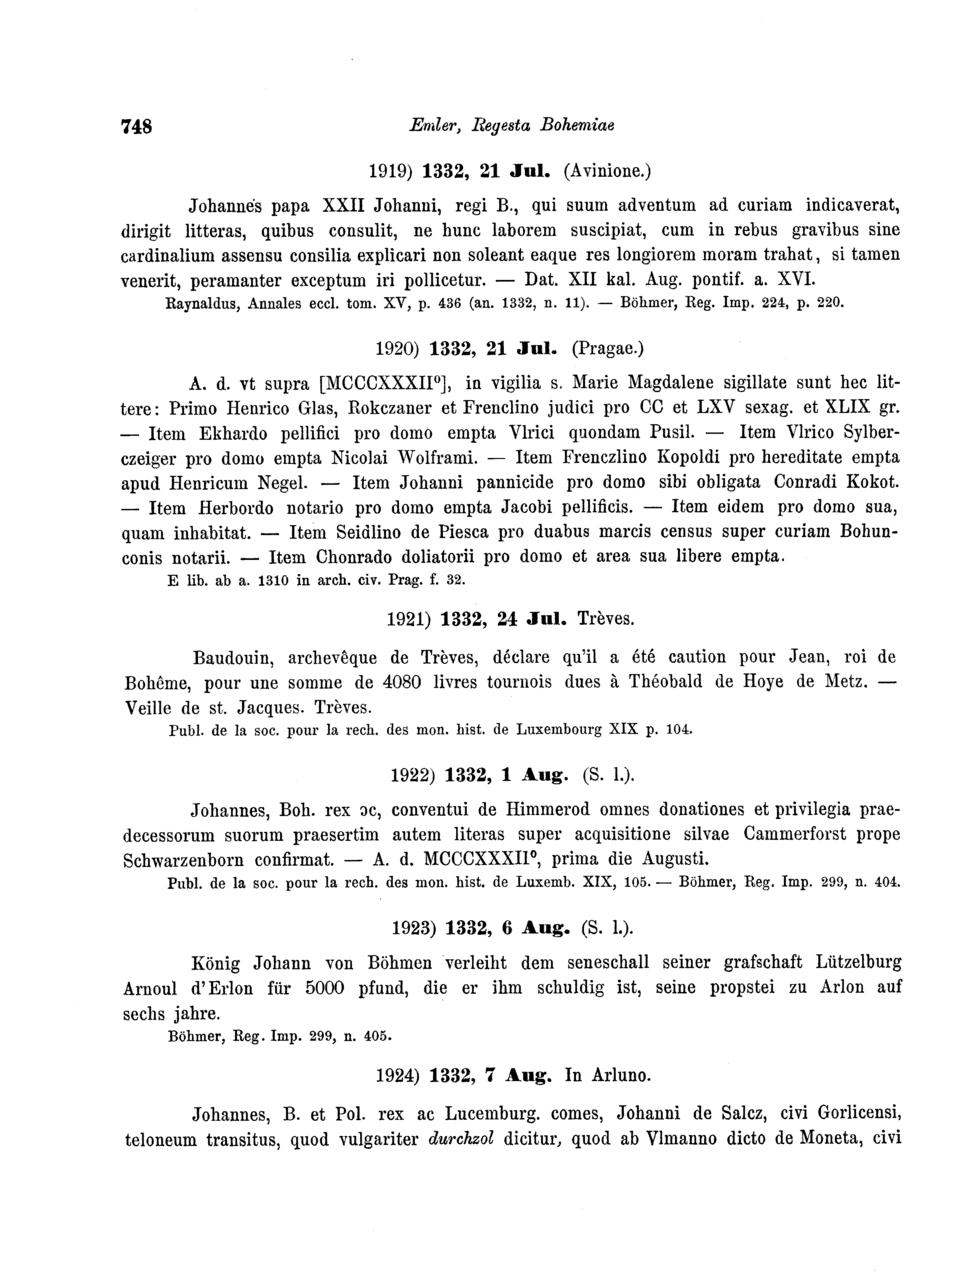 748 Emler, Regesta Bohemiae
1919) 1332, 21 Jul. (Avinione.)
Johannes papa XXII Johanni, regi B., qui suum adventum ad curiam indicaverat,
dirigit litteras, quibus consulit, ne hunc laborem suscipiat, cum in rebus gravibus sine
cardinalium assensu consilia explicari non soleant eaque res longiorem moram trahat, si tamen
venerit, peramanter exceptum iri pollicetur. — Dat. XII kal. Aug. pontif. a. XVI.
Raynaldus, Annales eccl. tom. XV, p. 436 (an. 1332, n. 11). — Böhmer, Reg. Imp. 224, p. 220.
1920) 1332, 21 Jul. (Pragae.)
A. d. vt supra [MCCCXXXII⁰], in vigilia s. Marie Magdalene sigillate sunt hec lit-
tere: Primo Henrico Glas, Rokczaner et Frenclino judici pro CC et LXV sexag. et XLIX gr.
— Item Ekhardo pellifici pro domo empta Vlrici quondam Pusil. — Item Vlrico Sylber-
czeiger pro domo empta Nicolai Wolframi. — Item Frenczlino Kopoldi pro hereditate empta
apud Henricum Negel. — Item Johanni pannicide pro domo sibi obligata Conradi Kokot.
— Item Herbordo notario pro domo empta Jacobi pellificis. — Item eidem pro domo sua,
quam inhabitat. — Item Seidlino de Piesca pro duabus marcis census super curiam Bohun-
conis notarii. — Item Chonrado doliatorii pro domo et area sua libere empta.
E lib. ab a. 1310 in arch. civ. Prag. f. 32.
1921) 1332, 24 Jul. Trèves.
Baudouin, archevêque de Trèves, déclare qu'il a été caution pour Jean, roi de
Bohême, pour une somme de 4080 livres tournois dues à Théobald de Hoye de Metz. —
Veille de st. Jacques. Trèves.
Publ. de la soc. pour la rech. des mon. hist. de Luxembourg XIX p. 104.
1922) 1332, 1 Aug. (S. l.).
Johannes, Boh. rex ɔc, conventui de Himmerod omnes donationes et privilegia prae-
decessorum suorum praesertim autem literas super acquisitione silvae Cammerforst prope
Schwarzenborn confirmat. — A. d. MCCCXXXII⁰, prima die Augusti.
Publ. de la soc. pour la rech. des mon. hist. de Luxemb. XIX, 105. — Böhmer, Reg. Imp. 299, n. 404.
1923) 1332, 6 Aug. (S. l.).
König Johann von Böhmen verleiht dem seneschall seiner grafschaft Lützelburg
Arnoul d'Erlon für 5000 pfund, die er ihm schuldig ist, seine propstei zu Arlon auf
sechs jahre.
Böhmer, Reg. Imp. 299, n. 405.
1924) 1332, 7 Aug. In Arluno.
Johannes, B. et Pol. rex ac Lucemburg. comes, Johanni de Salcz, civi Gorlicensi,
teloneum transitus, quod vulgariter durchzol dicitur, quod ab Vlmanno dicto de Moneta, civi